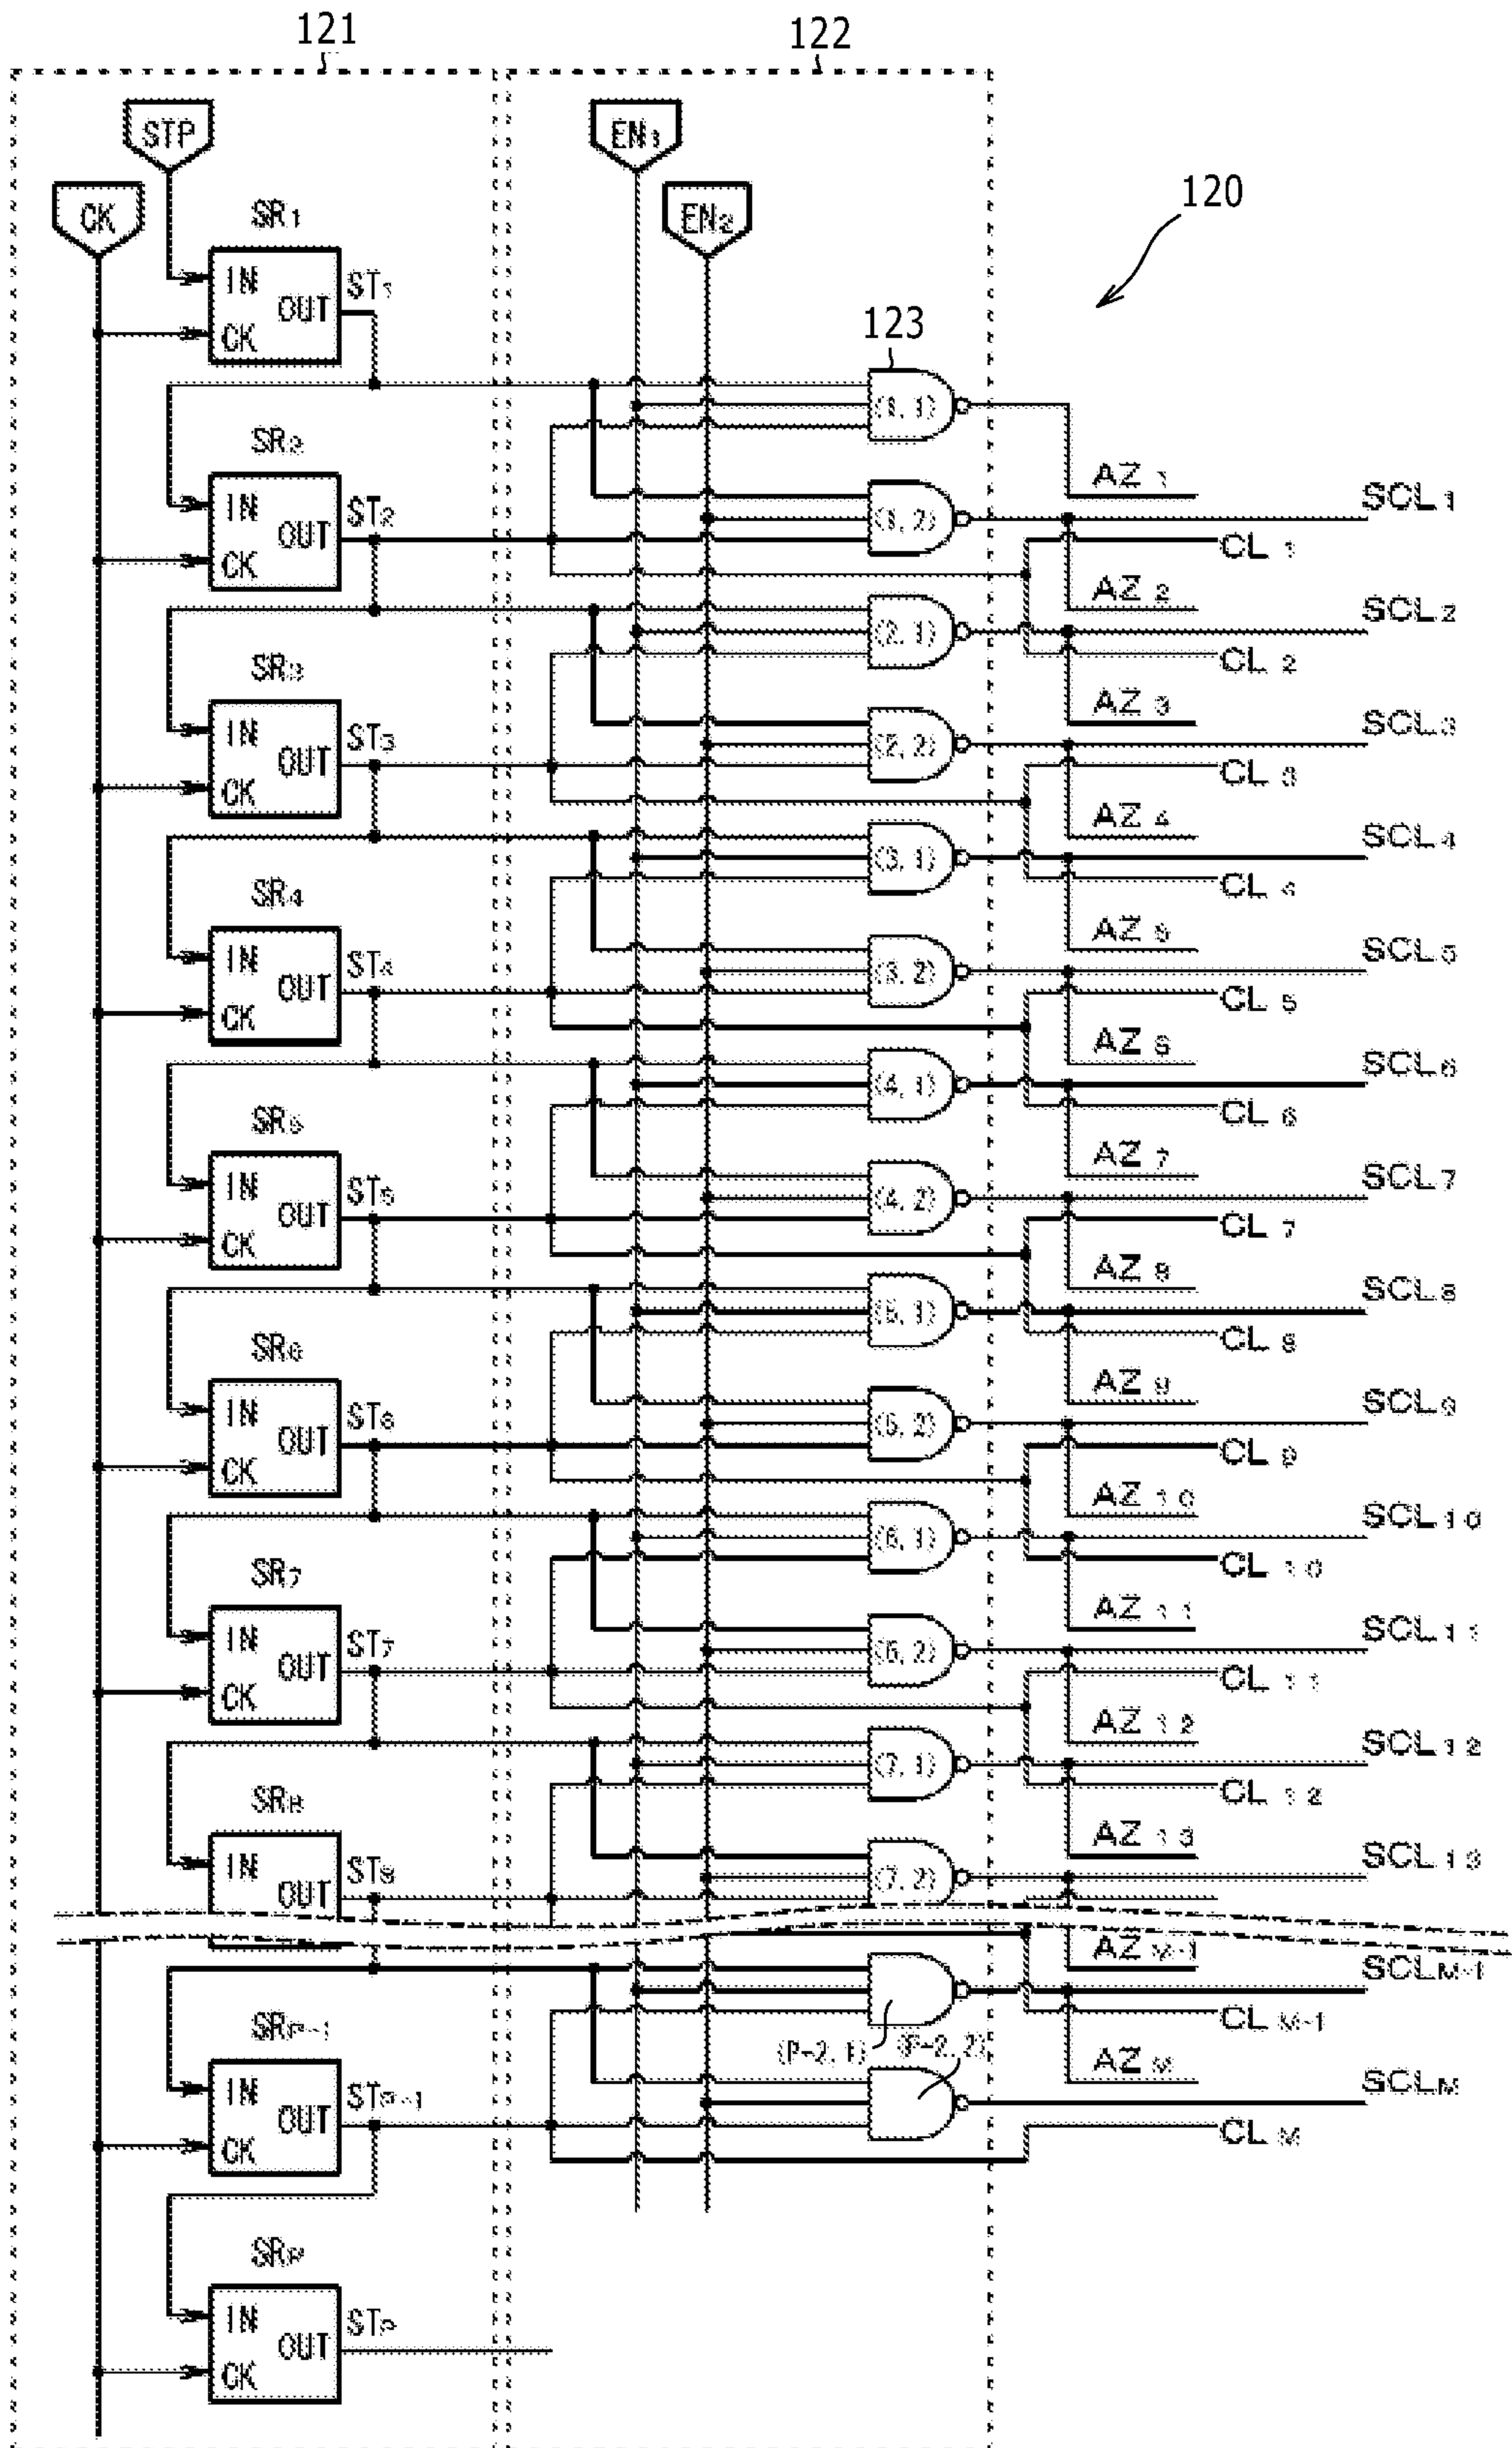 121
122
STP
EN1
CK
EN2
120
SR1
IN
OUT
CK
ST1
123
(1, 1)
AZ 1
SR2
IN
OUT
CK
ST2
(1, 2)
SCL1
CL 1
AZ 2
(2, 1)
SCL2
CL 2
SR3
IN
OUT
CK
ST3
AZ 3
(2, 2)
SCL3
CL 3
AZ 4
(3, 1)
SCL4
CL 4
SR4
IN
OUT
CK
ST4
AZ 5
(3, 2)
SCL5
CL 5
AZ 6
(4, 1)
SCL6
CL 6
SR5
IN
OUT
CK
ST5
AZ 7
(4, 2)
SCL7
CL 7
AZ 8
(5, 1)
SCL8
CL 8
SR6
IN
OUT
CK
ST6
AZ 9
(5, 2)
SCL9
CL 9
AZ 10
(6, 1)
SCL10
CL 10
SR7
IN
OUT
CK
ST7
AZ 11
(6, 2)
SCL11
CL 11
AZ 12
(7, 1)
SCL12
CL 12
SR8
IN
OUT
ST8
AZ 13
(7, 2)
SCL13
AZ M-1
SCLM-1
CL M-1
SRP-1
IN
OUT
CK
STP-1
(P-2, 1)
(P-2, 2)
AZ M
SCLM
CL M
SRP
IN
OUT
CK
STP